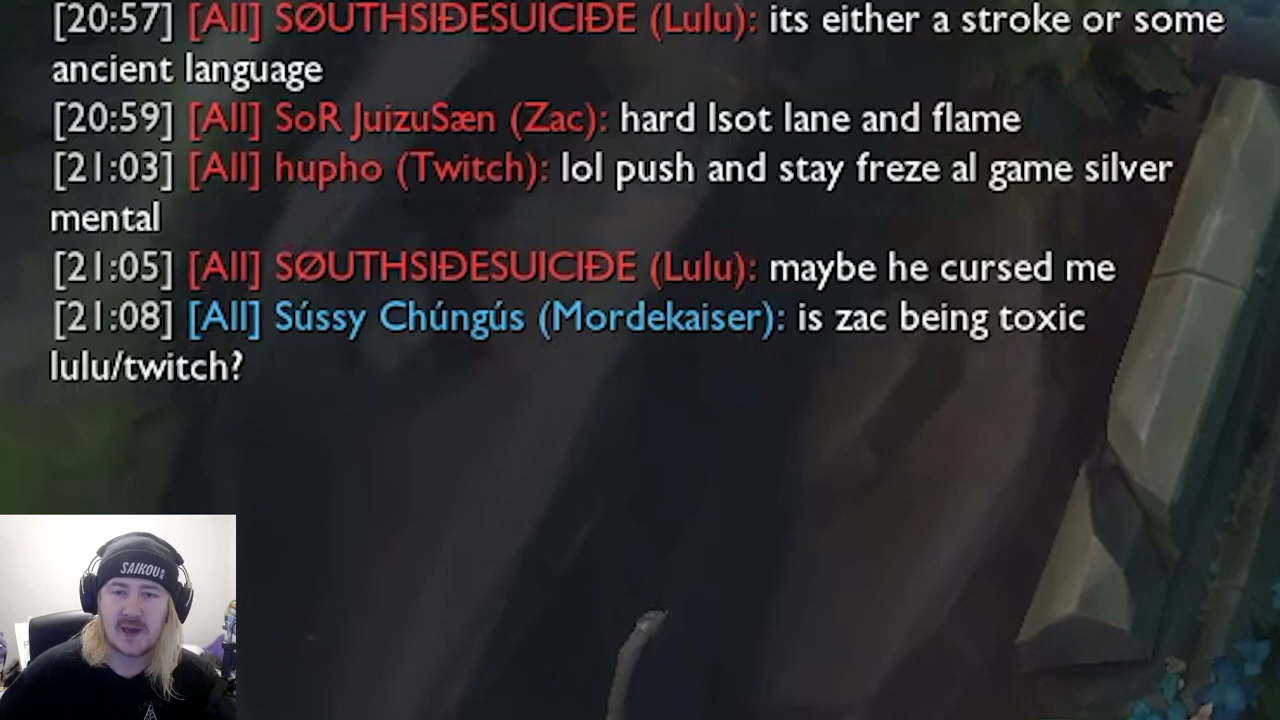 [20:57] [All] SØUTHSIĐESUICIĐE (Lulu): its either a stroke or some
ancient language
[20:59] [All] SoR JuizuSæn (Zac): hard lsot lane and flame
[21:03] [All] hupho (Twitch): lol push and stay freze al game silver
mental
[21:05] [All] SØUTHSIĐESUICIĐE (Lulu): maybe he cursed me
[21:08] [All] Sússy Chúngús (Mordekaiser): is zac being toxic
lulu/twitch?
SAIKOU